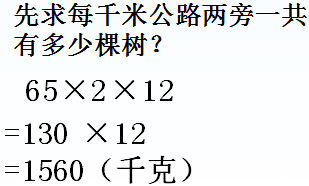 先求每千米公路两旁一共
有多少棵树？
65×2×12
=130 ×12
=1560（千克）